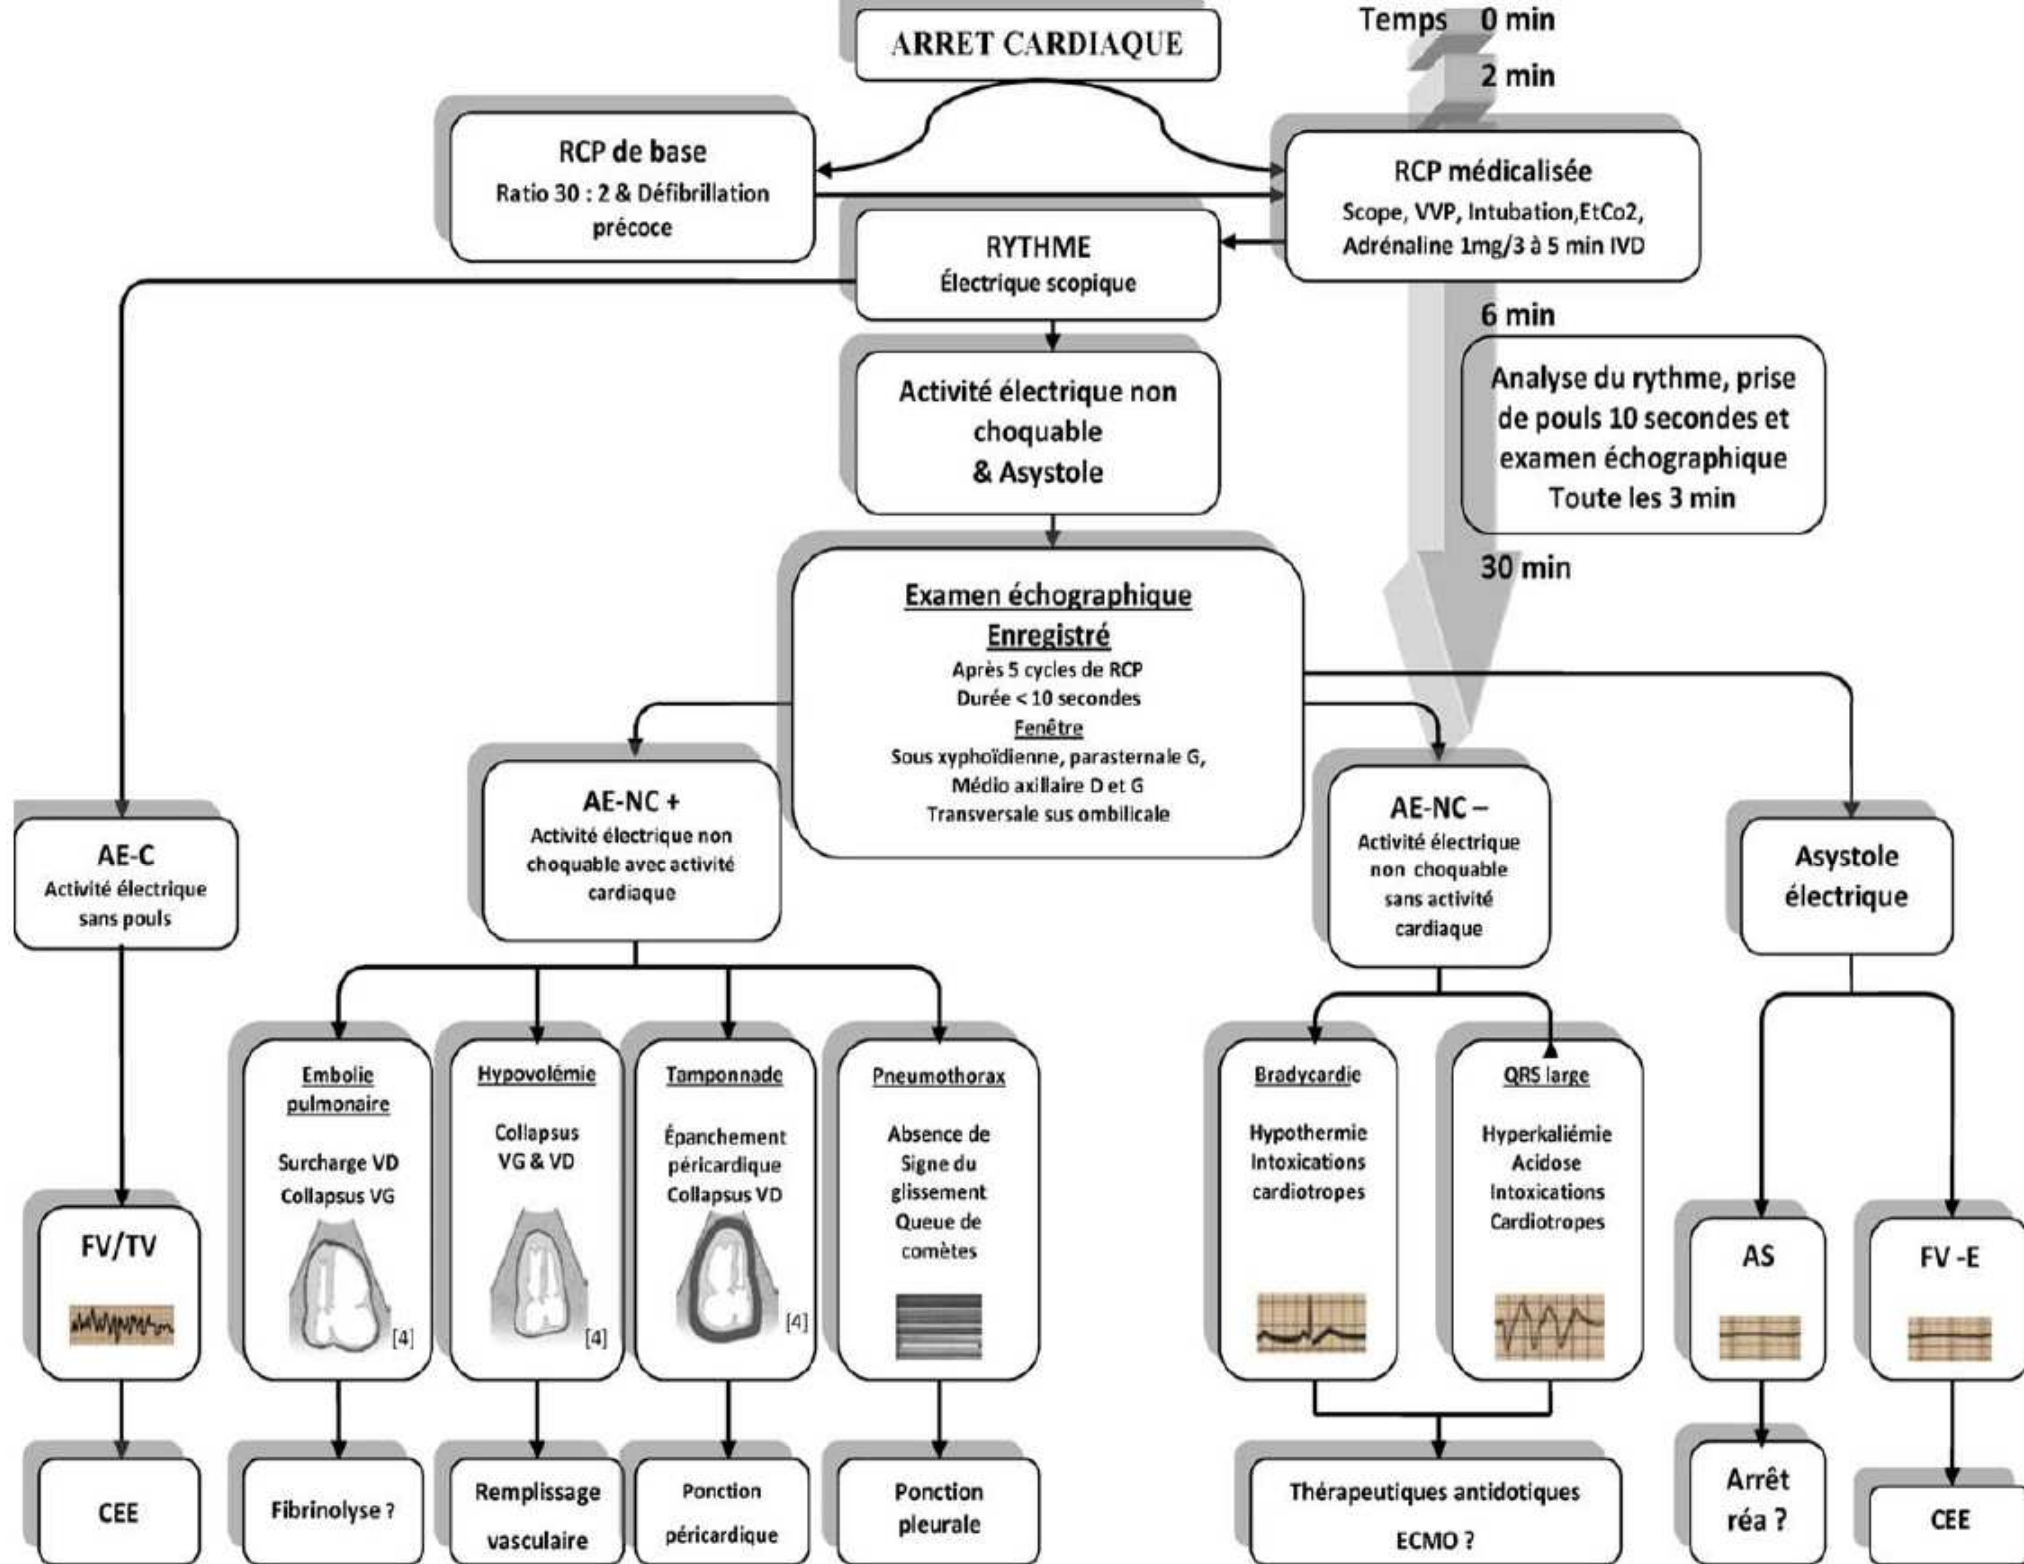 ARRET CARDIAQUE
Temps 0 min
2 min
RCP de base
Ratio 30 : 2 & Défibrillation
précoce
RCP médicalisée
Scope, VVP, Intubation,EtCo2,
Adrénaline 1mg/3 à 5 min IVD
RYTHME
Électrique scopique
6 min
Analyse du rythme, prise
de pouls 10 secondes et
examen échographique
Toute les 3 min
30 min
Activité électrique non
choquable
& Asystole
Examen échographique
Enregistré
Après 5 cycles de RCP
Durée < 10 secondes
Fenêtre
Sous xyphoïdienne, parasternale G,
Médio axillaire D et G
Transversale sus ombilicale
AE-C
Activité électrique
sans pouls
AE-NC +
Activité électrique non
choquable avec activité
cardiaque
AE-NC –
Activité électrique
non choquable
sans activité
cardiaque
Asystole
électrique
FV/TV
Embolie
pulmonaire
Surcharge VD
Collapsus VG
[4]
Hypovolémie
Collapsus
VG & VD
[4]
Tamponnade
Épanchement
péricardique
Collapsus VD
[4]
Pneumothorax
Absence de
Signe du
glissement
Queue de
comètes
Bradycardie
Hypothermie
Intoxications
cardiotropes
QRS large
Hyperkaliémie
Acidose
Intoxications
Cardiotropes
AS
FV -E
CEE
Fibrinolyse ?
Remplissage
vasculaire
Ponction
péricardique
Ponction
pleurale
Thérapeutiques antidotiques
ECMO ?
Arrêt
réa ?
CEE